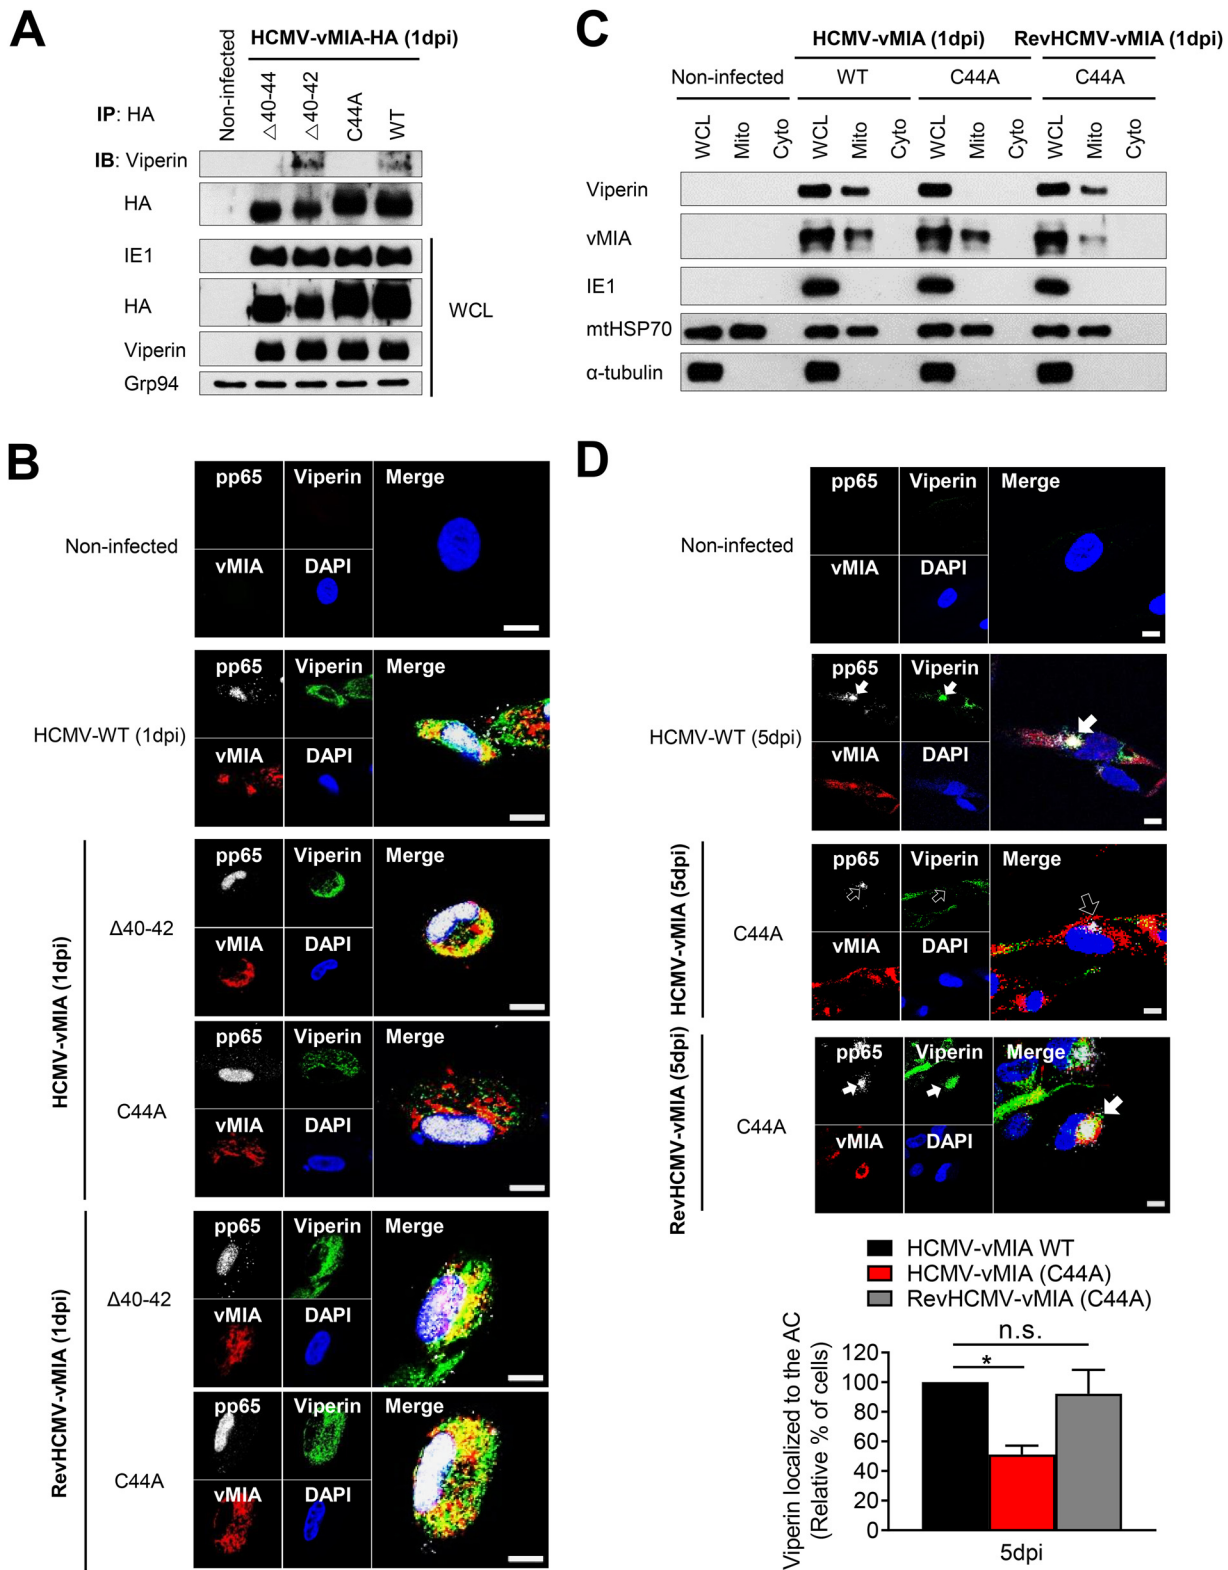 A
HCMV-vMIA-HA (1dpi)
Non-infected
△40-44
△40-42
C44A
WT
IP: HA
IB: Viperin
HA
IE1
HA
Viperin
Grp94
WCL
C
HCMV-vMIA (1dpi)
RevHCMV-vMIA (1dpi)
Non-infected
WT
C44A
C44A
WCL
Mito
Cyto
WCL
Mito
Cyto
WCL
Mito
Cyto
WCL
Mito
Cyto
Viperin
vMIA
IE1
mtHSP70
α-tubulin
B
Non-infected
pp65
Viperin
Merge
vMIA
DAPI
HCMV-WT (1dpi)
pp65
Viperin
Merge
vMIA
DAPI
HCMV-vMIA (1dpi)
Δ40-42
pp65
Viperin
Merge
vMIA
DAPI
C44A
pp65
Viperin
Merge
vMIA
DAPI
RevHCMV-vMIA (1dpi)
Δ40-42
pp65
Viperin
Merge
vMIA
DAPI
C44A
pp65
Viperin
Merge
vMIA
DAPI
D
Non-infected
pp65
Viperin
Merge
vMIA
DAPI
HCMV-WT (5dpi)
pp65
Viperin
Merge
vMIA
DAPI
HCMV-vMIA (5dpi)
C44A
pp65
Viperin
Merge
vMIA
DAPI
RevHCMV-vMIA (5dpi)
C44A
pp65
Viperin
Merge
vMIA
DAPI
HCMV-vMIA WT
HCMV-vMIA (C44A)
RevHCMV-vMIA (C44A)
Viperin localized to the AC
(Relative % of cells)
n.s.
*
120
100
80
60
40
20
0
5dpi